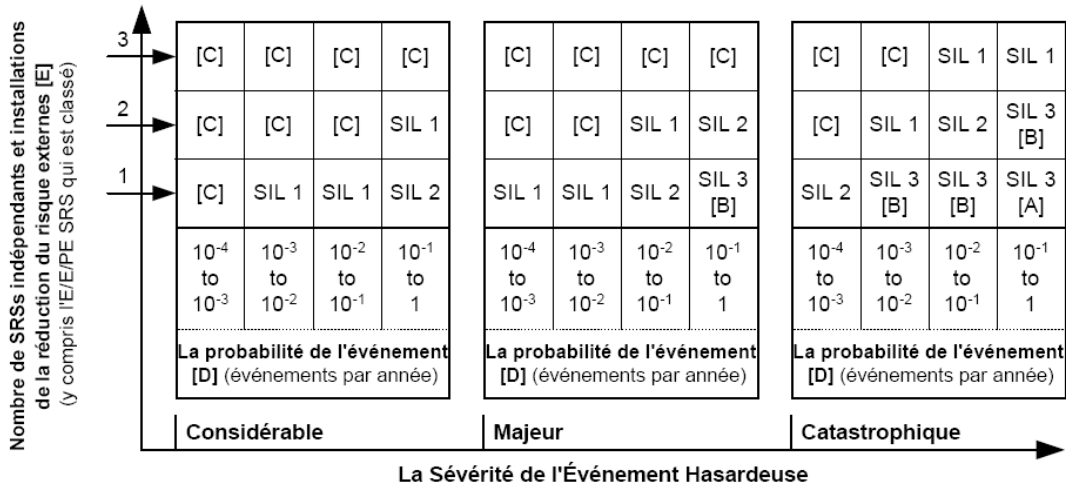 Nombre de SRSs indépendants et installations
de la réduction du risque externes [E]
(y compris l'E/E/PE SRS qui est classé)
3
[C] [C] [C] [C]
[C] [C] [C] [C]
[C] [C] SIL 1 SIL 1
2
[C] [C] [C] SIL 1
[C] [C] SIL 1 SIL 2
[C] SIL 1 SIL 2 SIL 3
[B]
1
[C] SIL 1 SIL 1 SIL 2
SIL 1 SIL 1 SIL 2 SIL 3
[B]
SIL 2 SIL 3 SIL 3 SIL 3
[B] [B] [A]
10-4 10-3 10-2 10-1
to to to to
10-3 10-2 10-1 1
10-4 10-3 10-2 10-1
to to to to
10-3 10-2 10-1 1
10-4 10-3 10-2 10-1
to to to to
10-3 10-2 10-1 1
La probabilité de l'événement
[D] (événements par année)
La probabilité de l'événement
[D] (événements par année)
La probabilité de l'événement
[D] (événements par année)
Considérable
Majeur
Catastrophique
La Sévérité de l'Événement Hasardeuse